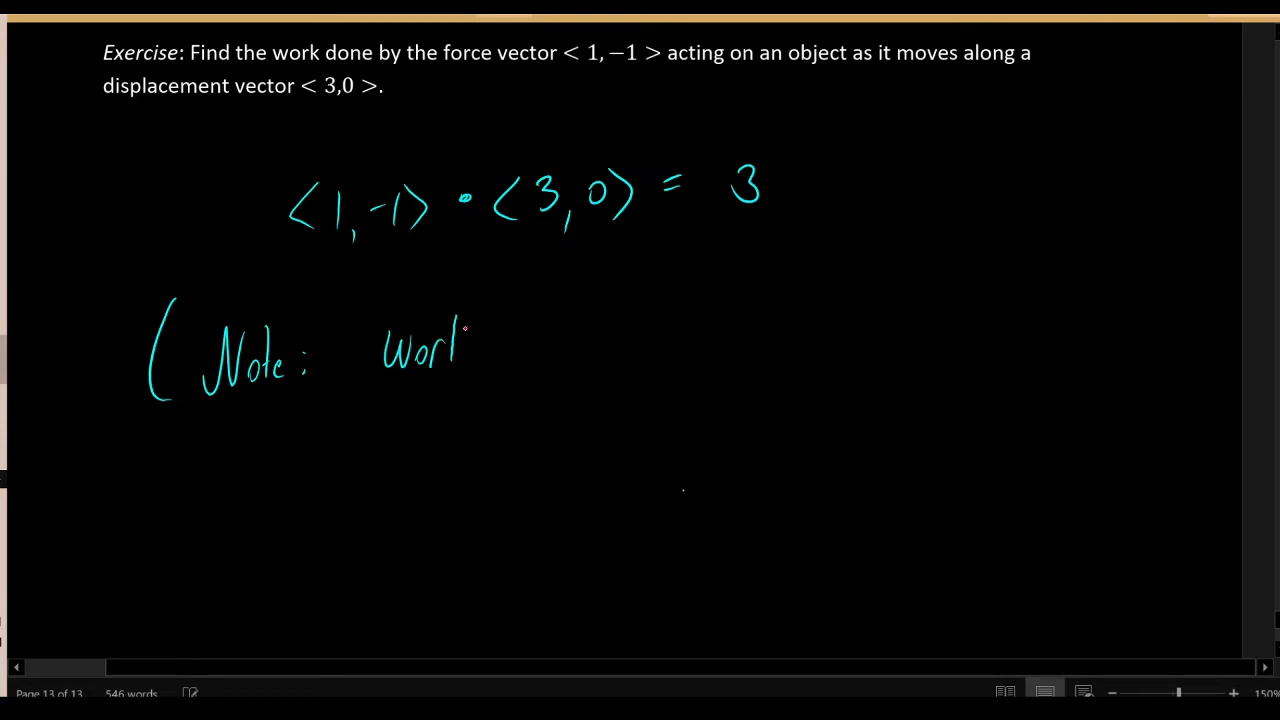 Exercise: Find the work done by the force vector < 1, −1 > acting on an object as it moves along a
displacement vector < 3,0 >.
⟨1, -1⟩ • ⟨3, 0⟩ = 3
( Note: Worl
Page 13 of 13 546 words 150%